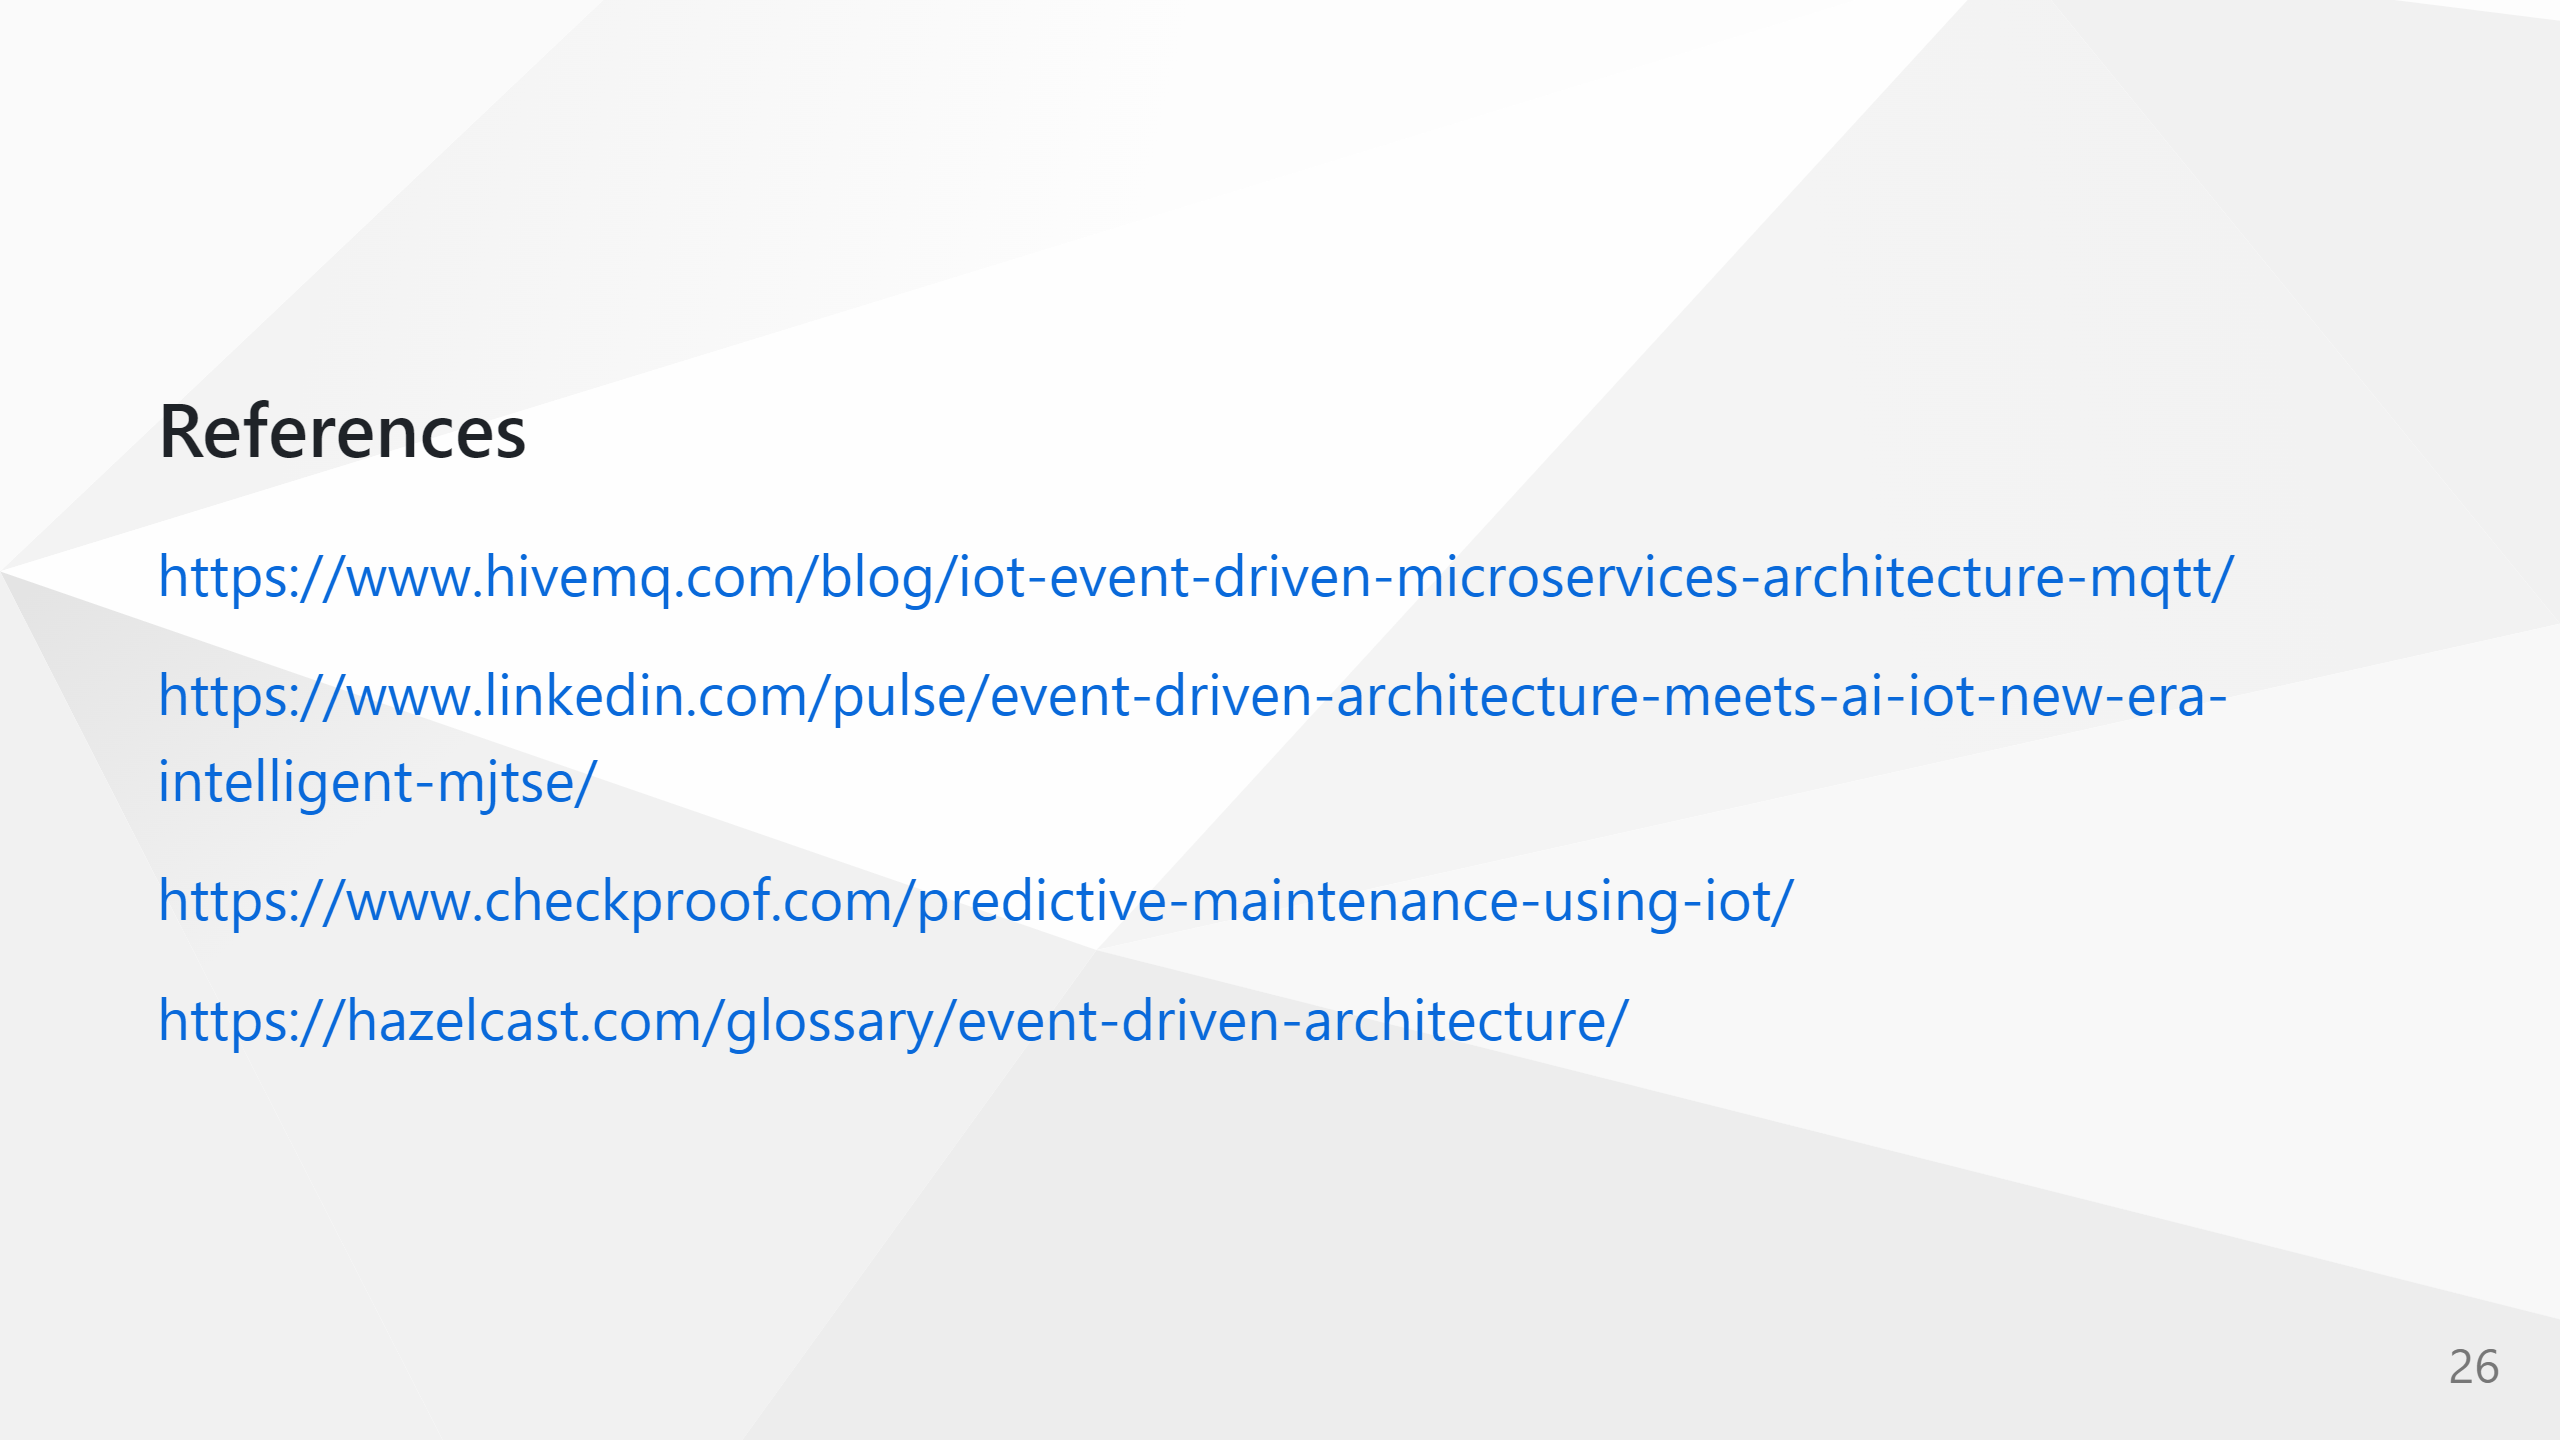 References
https://www.hivemq.com/blog/iot-event-driven-microservices-architecture-mqtt/
https://www.linkedin.com/pulse/event-driven-architecture-meets-ai-iot-new-era-
intelligent-mjtse/
https://www.checkproof.com/predictive-maintenance-using-iot/
https://hazelcast.com/glossary/event-driven-architecture/
26